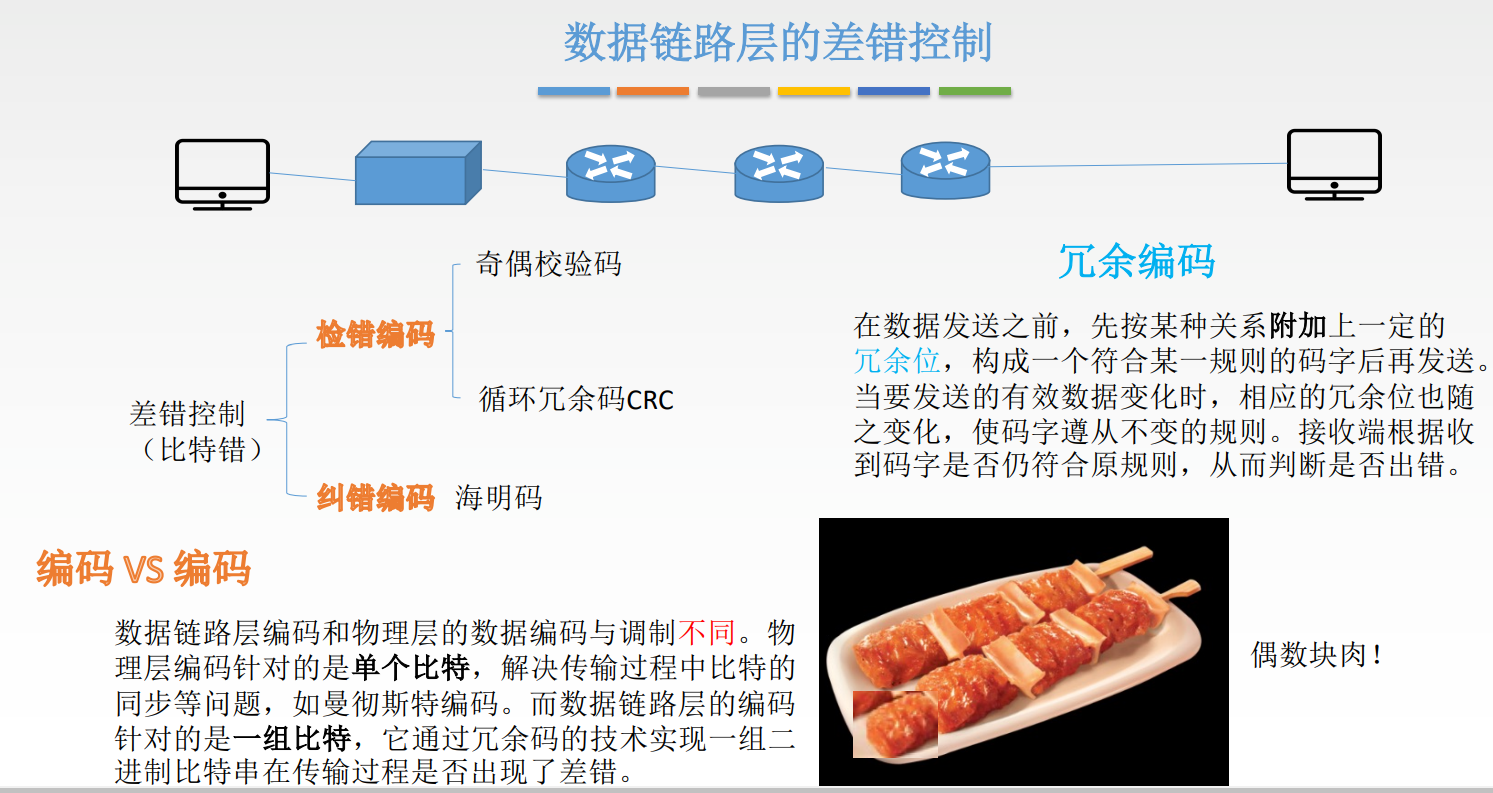 数据链路层的差错控制
奇偶校验码
检错编码
循环冗余码CRC
差错控制
（比特错）
纠错编码 海明码
冗余编码
在数据发送之前，先按某种关系附加上一定的
冗余位，构成一个符合某一规则的码字后再发送。
当要发送的有效数据变化时，相应的冗余位也随
之变化，使码字遵从不变的规则。接收端根据收
到码字是否仍符合原规则，从而判断是否出错。
编码 VS 编码
数据链路层编码和物理层的数据编码与调制不同。物
理层编码针对的是单个比特，解决传输过程中比特的
同步等问题，如曼彻斯特编码。而数据链路层的编码
针对的是一组比特，它通过冗余码的技术实现一组二
进制比特串在传输过程是否出现了差错。
偶数块肉！